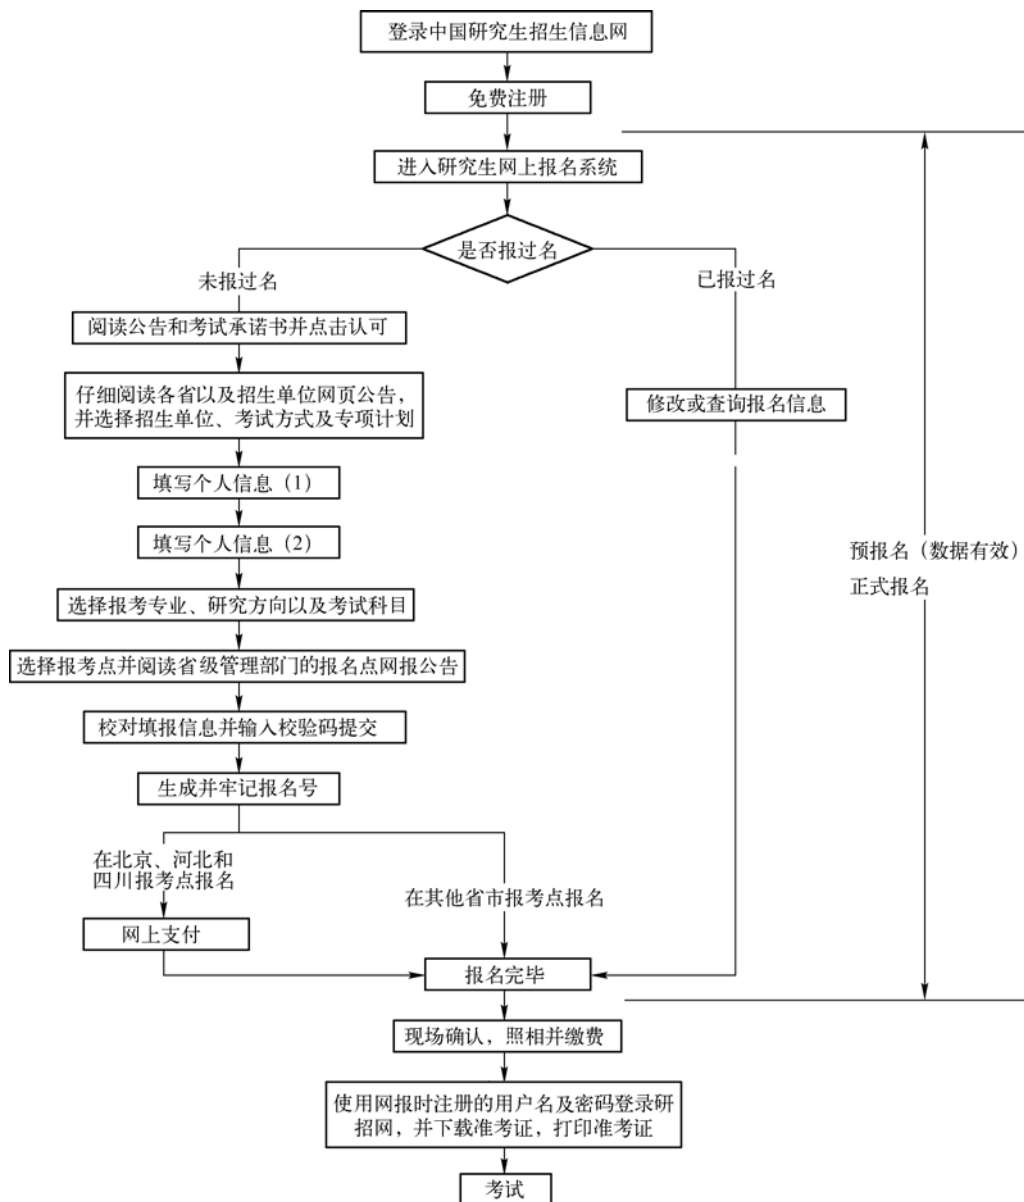 登录中国研究生招生信息网
免费注册
进入研究生网上报名系统
是否报过名
未报过名
已报过名
阅读公告和考试承诺书并点击认可
仔细阅读各省以及招生单位网页公告，
并选择招生单位、考试方式及专项计划
修改或查询报名信息
填写个人信息（1）
填写个人信息（2）
预报名（数据有效）
正式报名
选择报考专业、研究方向以及考试科目
选择报考点并阅读省级管理部门的报名点网报公告
校对填报信息并输入校验码提交
生成并牢记报名号
在北京、河北和
四川报考点报名
在其他省市报考点报名
网上支付
报名完毕
现场确认，照相并缴费
使用网报时注册的用户名及密码登录研
招网，并下载准考证，打印准考证
考试